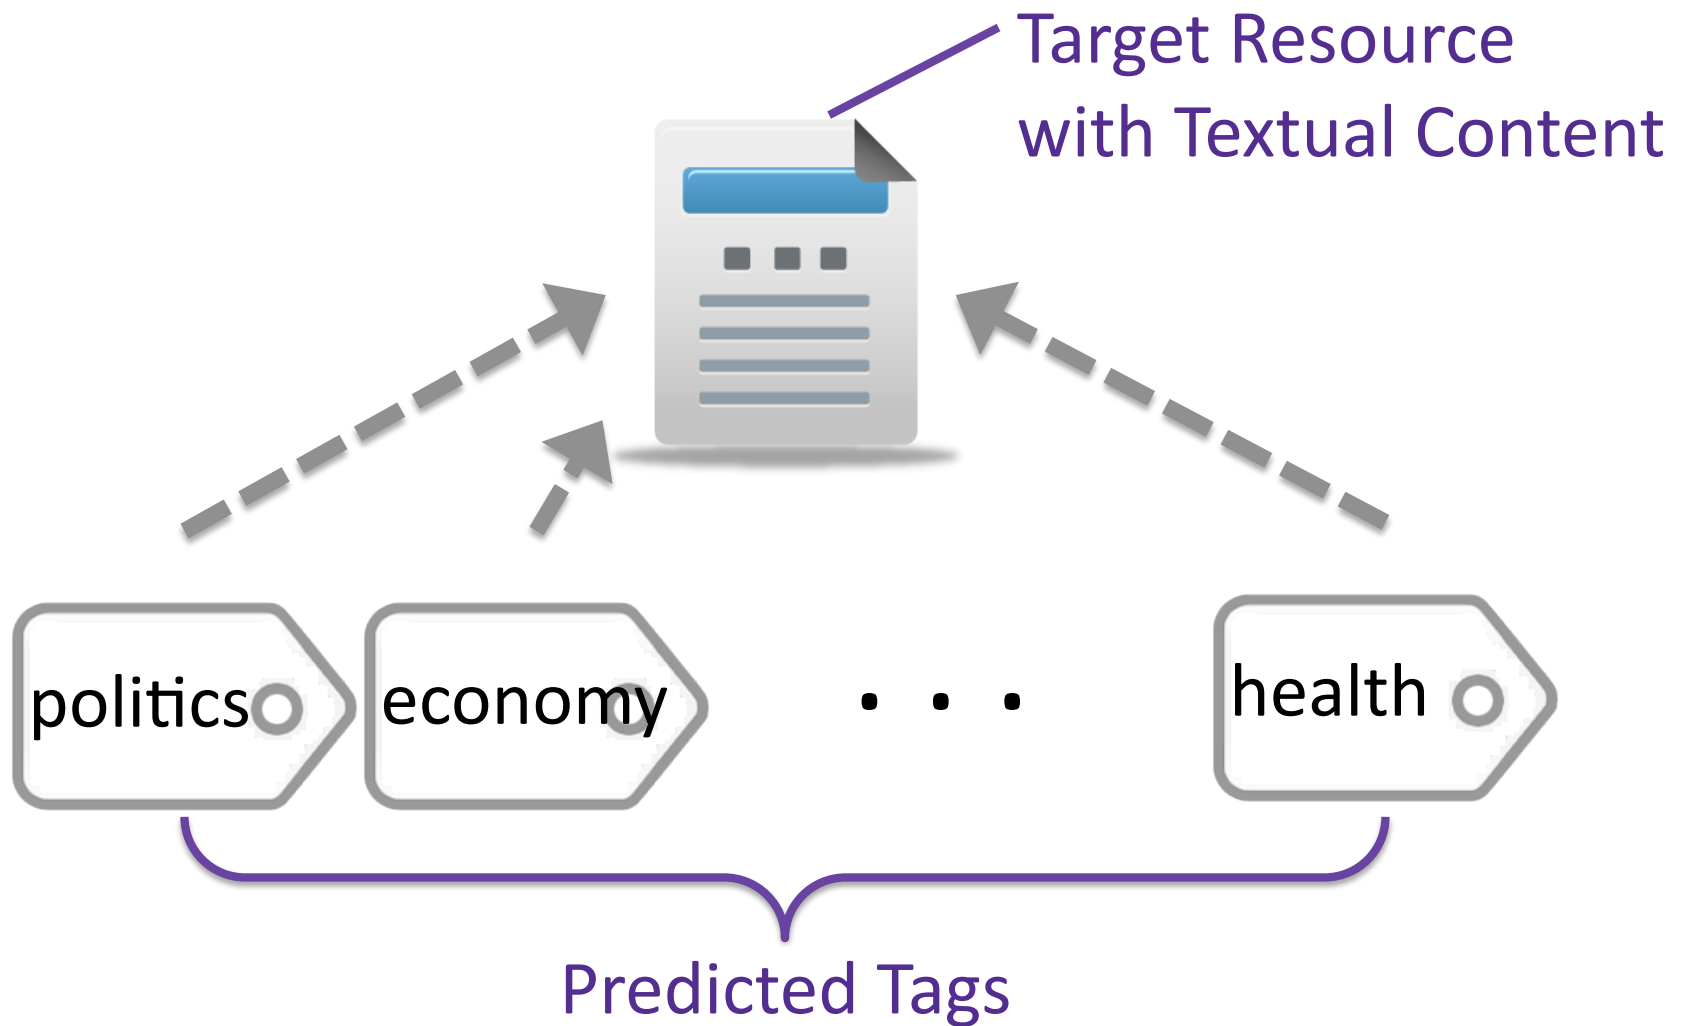 Target Resource
with Textual Content
politics
economy
. . .
health
Predicted Tags